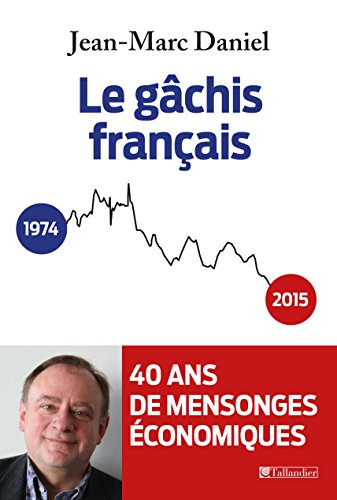 Jean-Marc Daniel
Le gâchis
français
1974
2015
40 ANS
DE MENSONGES
ÉCONOMIQUES
Tallandier